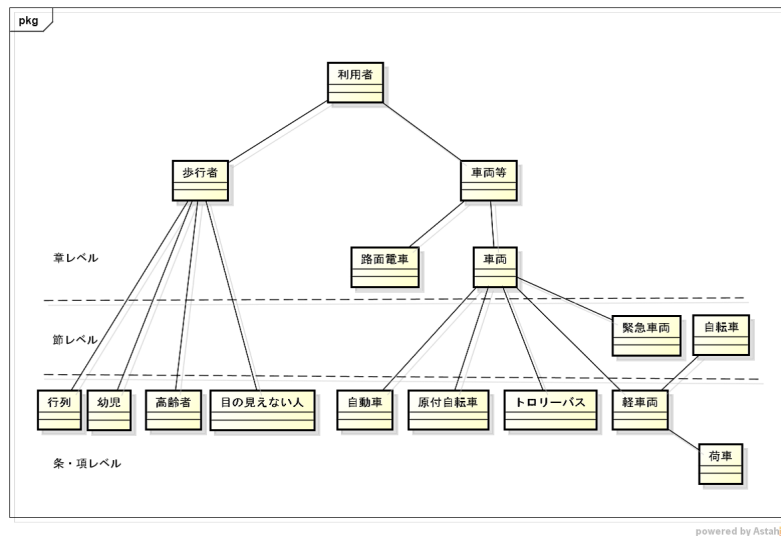 pkg
利用者
歩行者
車両等
路面電車
車両
章レベル
緊急車両
自転車
節レベル
行列
幼児
高齢者
目の見えない人
自動車
原付自転車
トロリーバス
軽車両
荷車
条・項レベル
powered by Astah